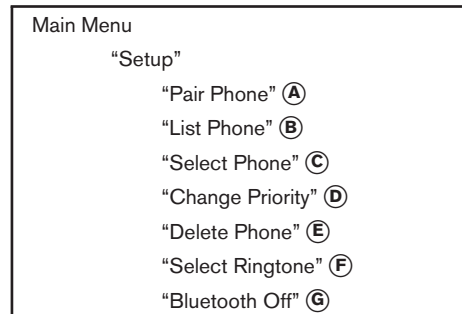 Main Menu
“Setup”
“Pair Phone” Ⓐ
“List Phone” Ⓑ
“Select Phone” Ⓒ
“Change Priority” Ⓓ
“Delete Phone” Ⓔ
“Select Ringtone” Ⓕ
“Bluetooth Off” Ⓖ